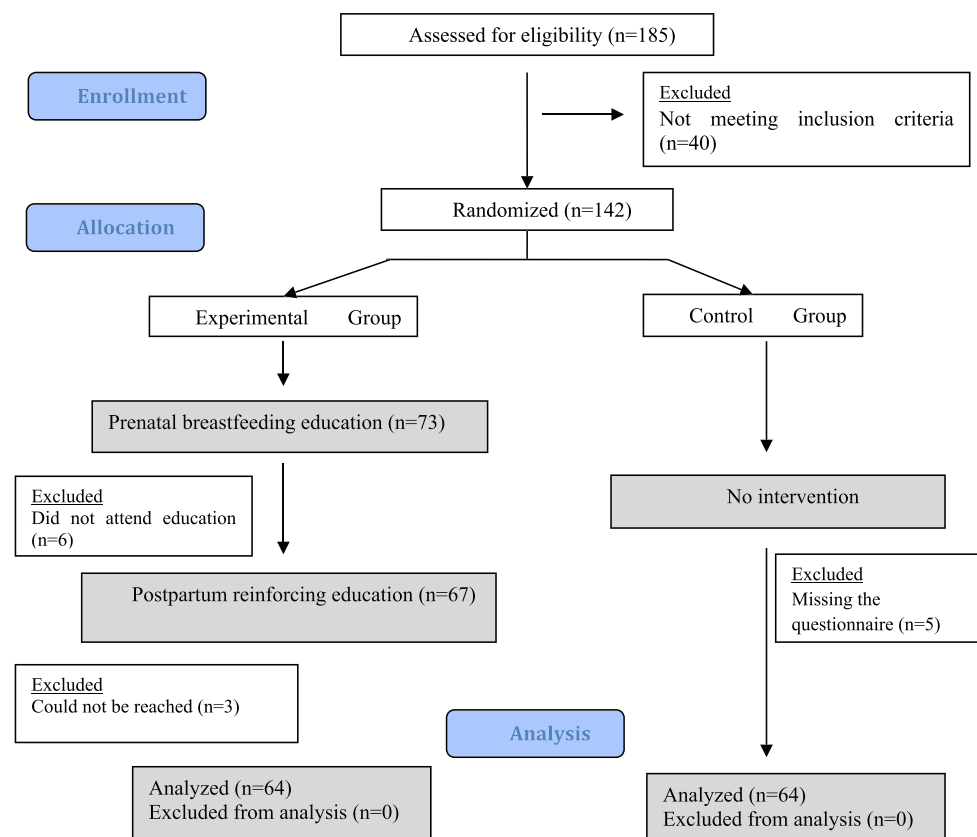 Assessed for eligibility (n=185)
Enrollment
Excluded
Not meeting inclusion criteria
(n=40)
Randomized (n=142)
Allocation
Experimental Group
Control Group
Prenatal breastfeeding education (n=73)
Excluded
Did not attend education
(n=6)
No intervention
Postpartum reinforcing education (n=67)
Excluded
Missing the
questionnaire (n=5)
Excluded
Could not be reached (n=3)
Analysis
Analyzed (n=64)
Excluded from analysis (n=0)
Analyzed (n=64)
Excluded from analysis (n=0)